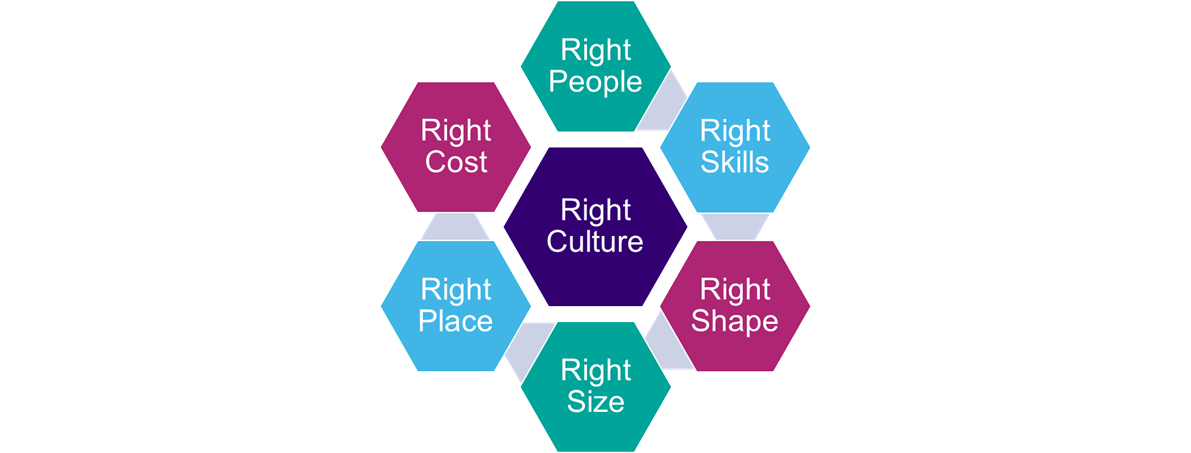 Right
People
Right
Skills
Right
Shape
Right
Size
Right
Place
Right
Cost
Right
Culture